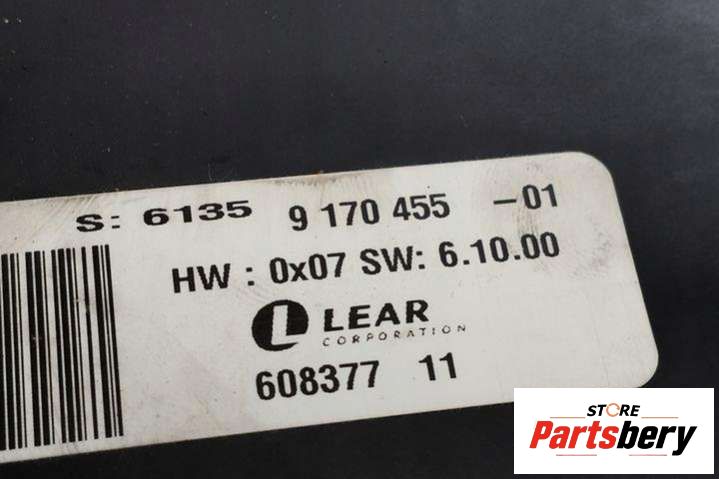 S: 6135 9 170 455 -01
HW : 0x07 SW: 6.10.00
LEAR
CORPORATION
608377 11
STORE
Partsbery